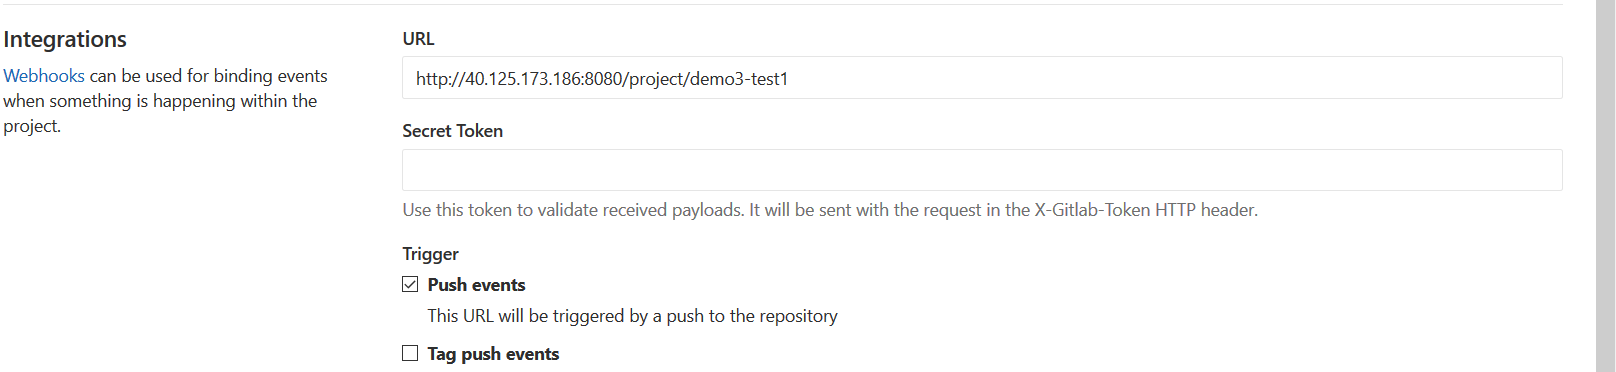 Integrations
Webhooks can be used for binding events
when something is happening within the
project.
URL
http://40.125.173.186:8080/project/demo3-test1
Secret Token
Use this token to validate received payloads. It will be sent with the request in the X-Gitlab-Token HTTP header.
Trigger
Push events
This URL will be triggered by a push to the repository
Tag push events